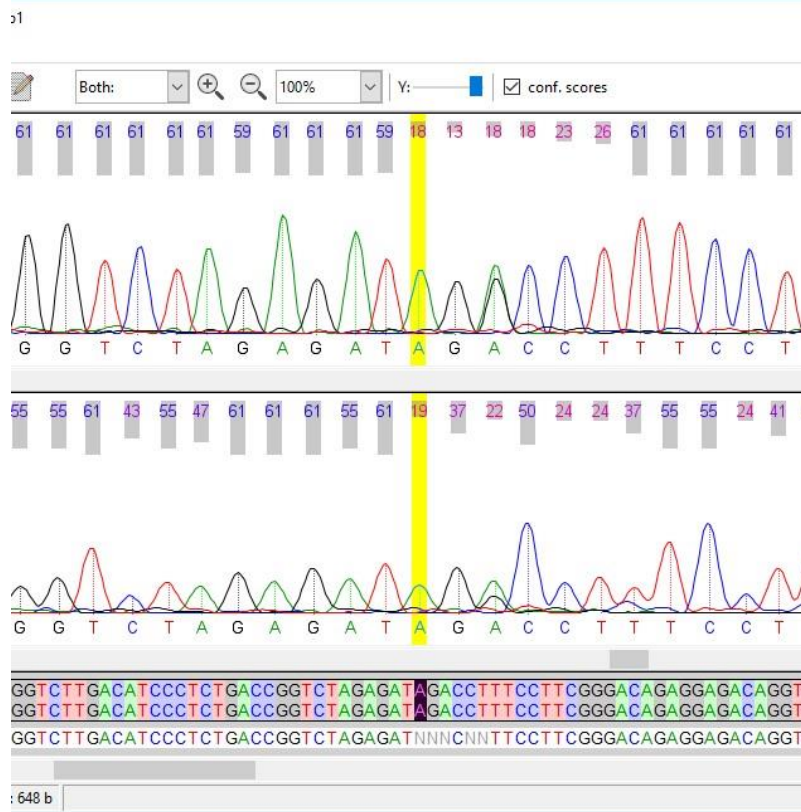 Both: 100% Y: conf. scores
61 61 61 61 61 61 59 61 61 61 59 18 13 18 18 23 26 61 61 61 61 61
G G T C T A G A G A T A G A C C T T T C C T
55 55 61 43 55 47 61 61 61 55 61 19 37 22 50 24 24 37 55 55 24 41
G G T C T A G A G A T A G A C C T T T C C T
GGTCTTGACATCCCTCTGACCGGTCTAGAGATAGACCTTTCCTTCGGGACAGAGGAGACAGGT
GGTCTTGACATCCCTCTGACCGGTCTAGAGATAGACCTTTCCTTCGGGACAGAGGAGACAGGT
GGTCTTGACATCCCTCTGACCGGTCTAGAGATNNNCNNTTCCTTCGGGACAGAGGAGACAGGT
: 648 b